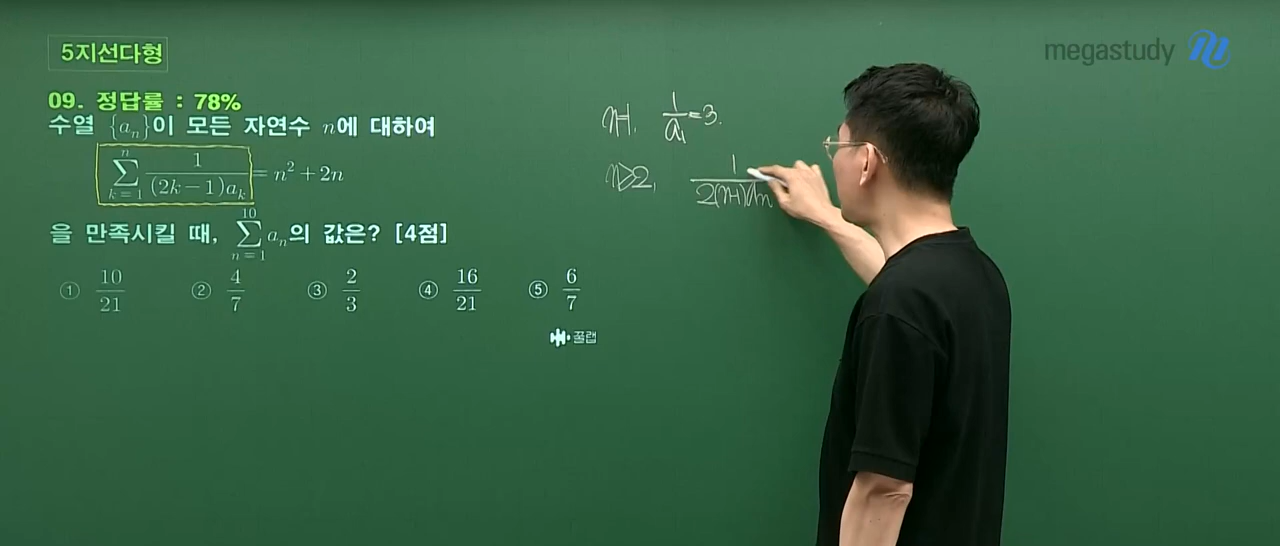 5지선다형
megastudy
09. 정답률 : 78%
수열 {aₙ}이 모든 자연수 n에 대하여
n=1, 1/a₁=3.
∑_{k=1}^{n} 1/((2k−1)aₖ) = n² + 2n
n≥2, 1/(2(n-1)aₙ
을 만족시킬 때, ∑_{n=1}^{10} aₙ의 값은? [4점]
① 10/21 ② 4/7 ③ 2/3 ④ 16/21 ⑤ 6/7
꿀랩